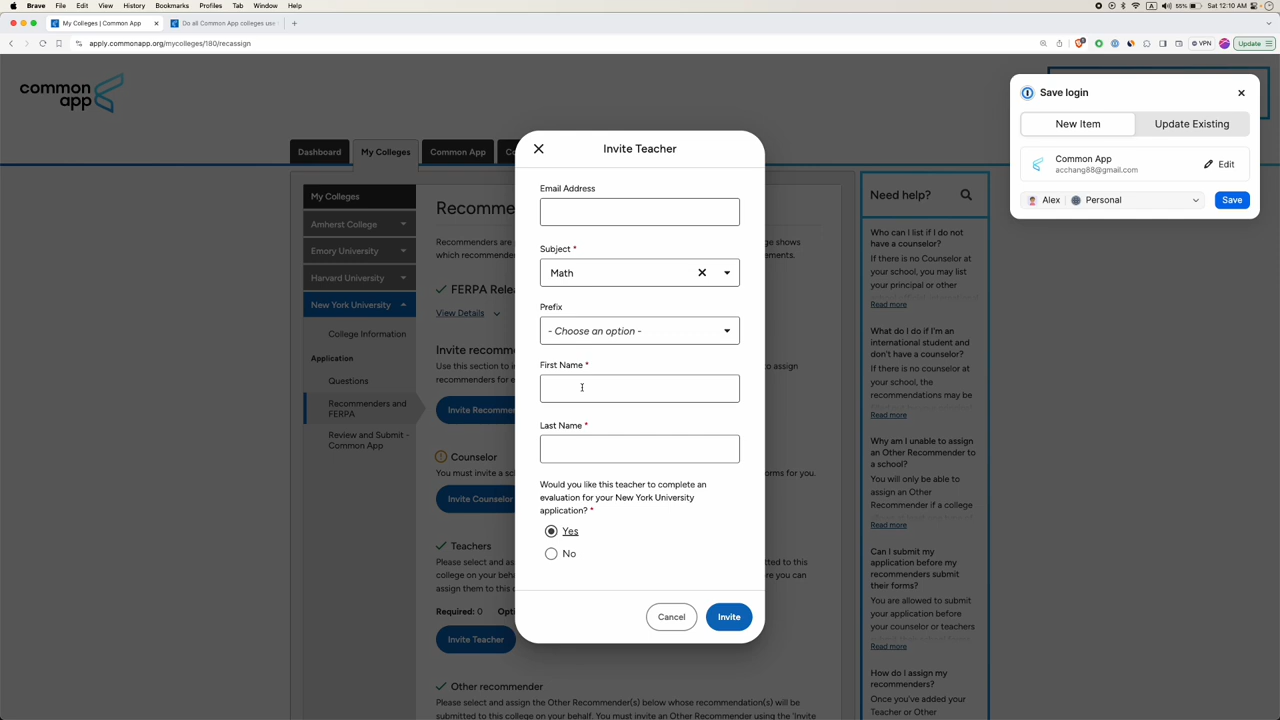 Brave File Edit View History Bookmarks Profiles Tab Window Help
A 55% Sat 12:10 AM
My Colleges | Common App
Do all Common App colleges use
apply.commonapp.org/mycolleges/180/recassign
VPN
Update
common
app
Dashboard
My Colleges
Common App
My Colleges
Amherst College
Emory University
Harvard University
New York University
College Information
Application
Questions
Recommenders and
FERPA
Review and Submit -
Common App
Recomme
Recommenders are
which recommender
FERPA Relea
View Details
Invite recomm
Use this section to in
recommenders for e
Invite Recomme
Counselor
You must invite a sc
Invite Counselor
Teachers
Please select and as
college on your beha
assign them to this c
Required: 0 Opti
Invite Teacher
Other recommender
Please select and assign the Other Recommender(s) below whose recommendation(s) will be
submitted to this college on your behalf. You must invite an Other Recommender using the 'Invite
ge shows
ements.
to assign
orms for you.
itted to this
ere you can
Invite Teacher
Email Address
Subject *
Math
Prefix
- Choose an option -
First Name *
Last Name *
Would you like this teacher to complete an
evaluation for your New York University
application? *
Yes
No
Cancel
Invite
Save login
New Item
Update Existing
Common App
acchang88@gmail.com
Edit
Alex
Personal
Save
Need help?
Who can I list if I do not
have a counselor?
If there is no Counselor at
your school, you may list
your principal or other
Read more
What do I do if I'm an
international student and
don't have a counselor?
If there is no counselor at
your school, the
recommendations may be
Read more
Why am I unable to assign
an Other Recommender to
a school?
You will only be able to
assign an Other
Recommender if a college
Read more
Can I submit my
application before my
recommenders submit
their forms?
You are allowed to submit
your application before
your counselor or teachers
Read more
How do I assign my
recommenders?
Once you've added your
Teacher or Other